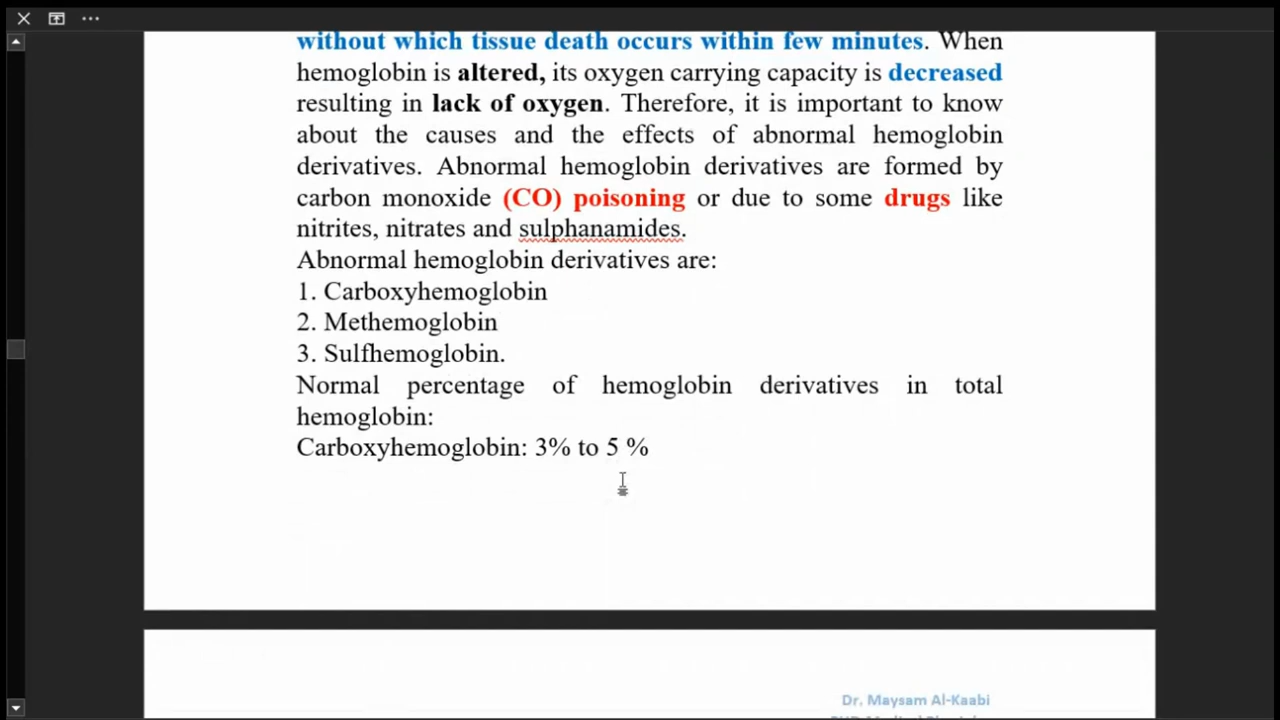 without which tissue death occurs within few minutes. When
hemoglobin is altered, its oxygen carrying capacity is decreased
resulting in lack of oxygen. Therefore, it is important to know
about the causes and the effects of abnormal hemoglobin
derivatives. Abnormal hemoglobin derivatives are formed by
carbon monoxide (CO) poisoning or due to some drugs like
nitrites, nitrates and sulphanamides.
Abnormal hemoglobin derivatives are:
1. Carboxyhemoglobin
2. Methemoglobin
3. Sulfhemoglobin.
Normal percentage of hemoglobin derivatives in total
hemoglobin:
Carboxyhemoglobin: 3% to 5 %
Dr. Maysam Al-Kaabi